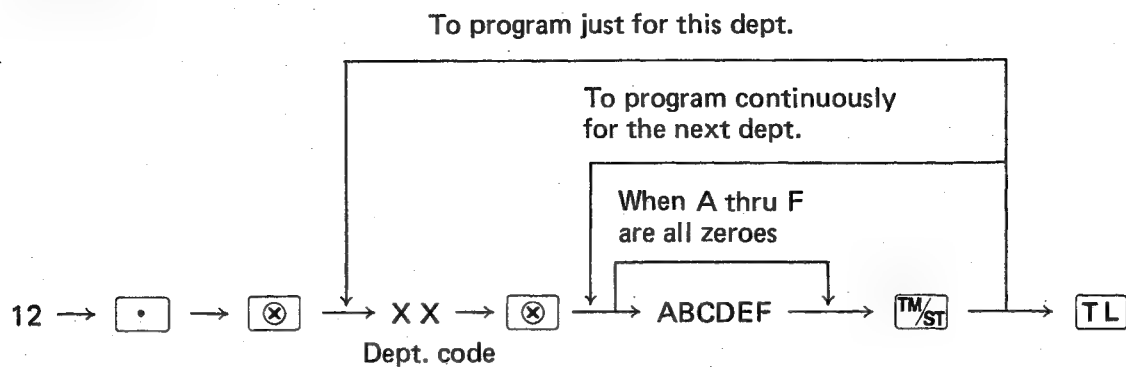 To program just for this dept.
To program continuously
for the next dept.
When A thru F
are all zeroes
12 → • → ⊗ → X X → ⊗ → ABCDEF → TM/ST → TL
Dept. code